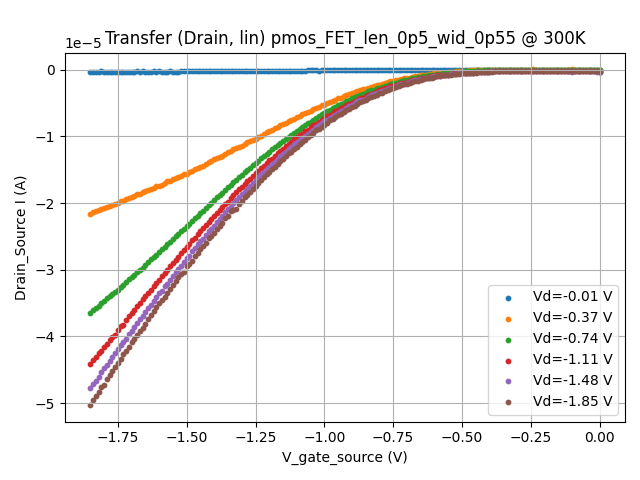 Transfer (Drain, lin) pmos_FET_len_0p5_wid_0p55 @ 300K
1e−5
0
−1
−2
−3
−4
−5
Drain_Source I (A)
Vd=-0.01 V
Vd=-0.37 V
Vd=-0.74 V
Vd=-1.11 V
Vd=-1.48 V
Vd=-1.85 V
−1.75 −1.50 −1.25 −1.00 −0.75 −0.50 −0.25 0.00
V_gate_source (V)